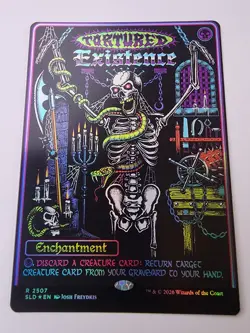 TORTURED
Existence
Enchantment
DISCARD A CREATURE CARD: RETURN TARGET
CREATURE CARD FROM YOUR GRAVEYARD TO YOUR HAND.
R 2507
SLD ★ EN JOSH FREYDKIS
™ & © 2026 Wizards of the Coast